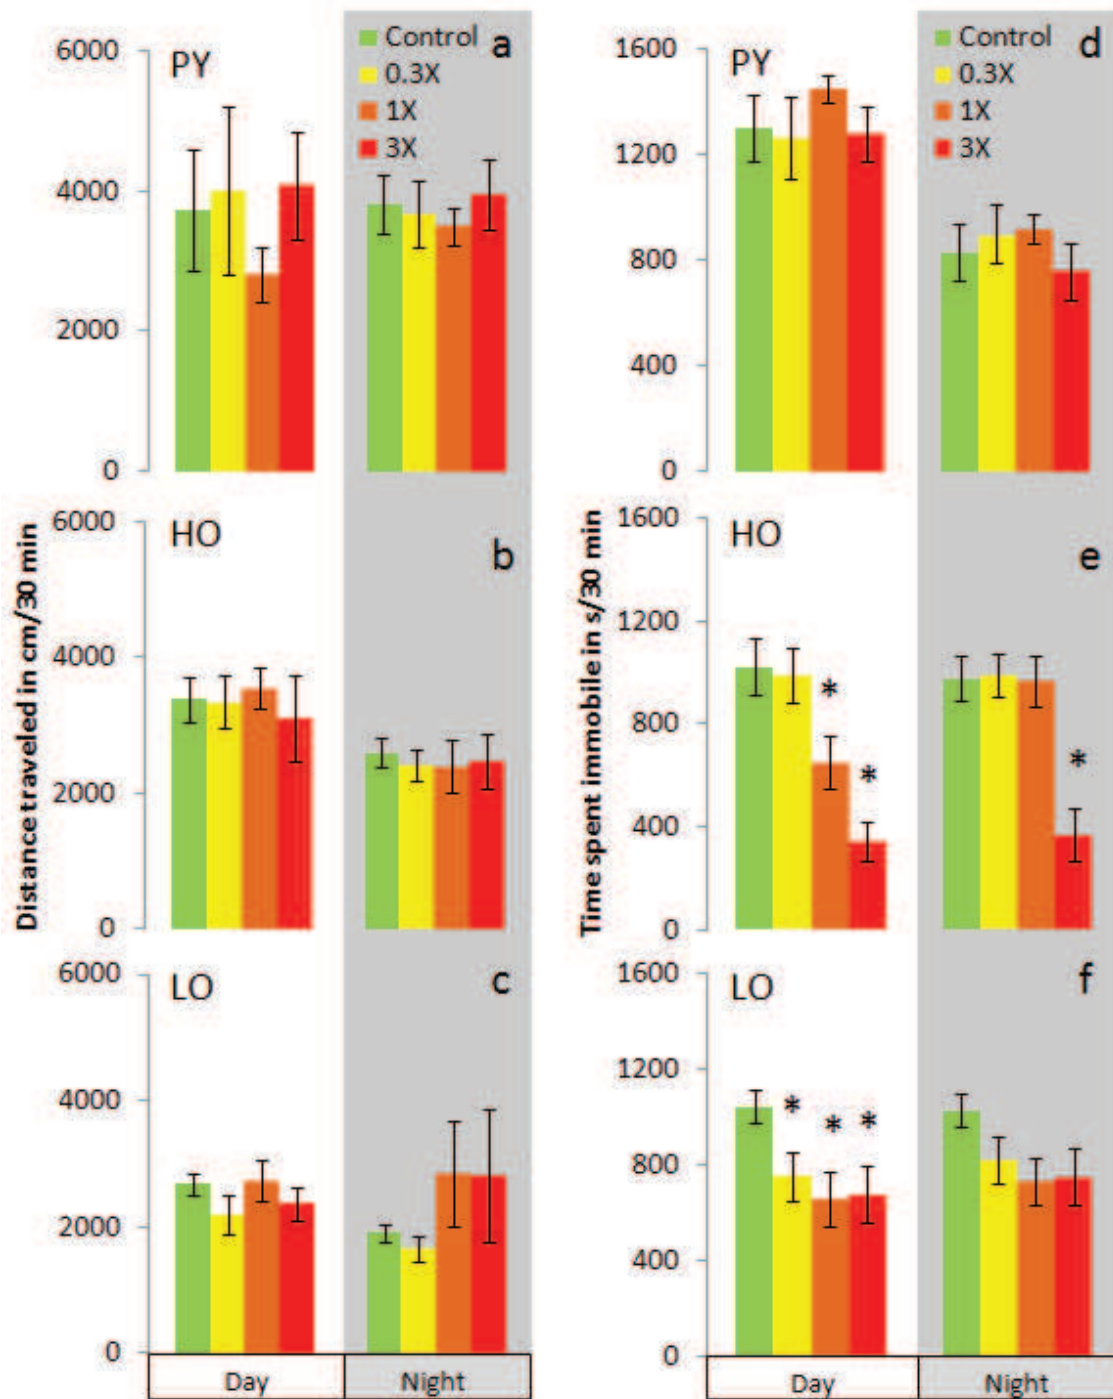 6000
4000
2000
0
PY
Control
0.3X
1X
3X
a
1600
1200
800
400
0
PY
Control
0.3X
1X
3X
d
Distance traveled in cm/30 min
6000
4000
2000
0
HO
b
Time spent immobile in s/30 min
1600
1200
800
400
0
HO
*
*
*
e
6000
4000
2000
0
LO
c
1600
1200
800
400
0
LO
* * *
f
Day Night
Day Night